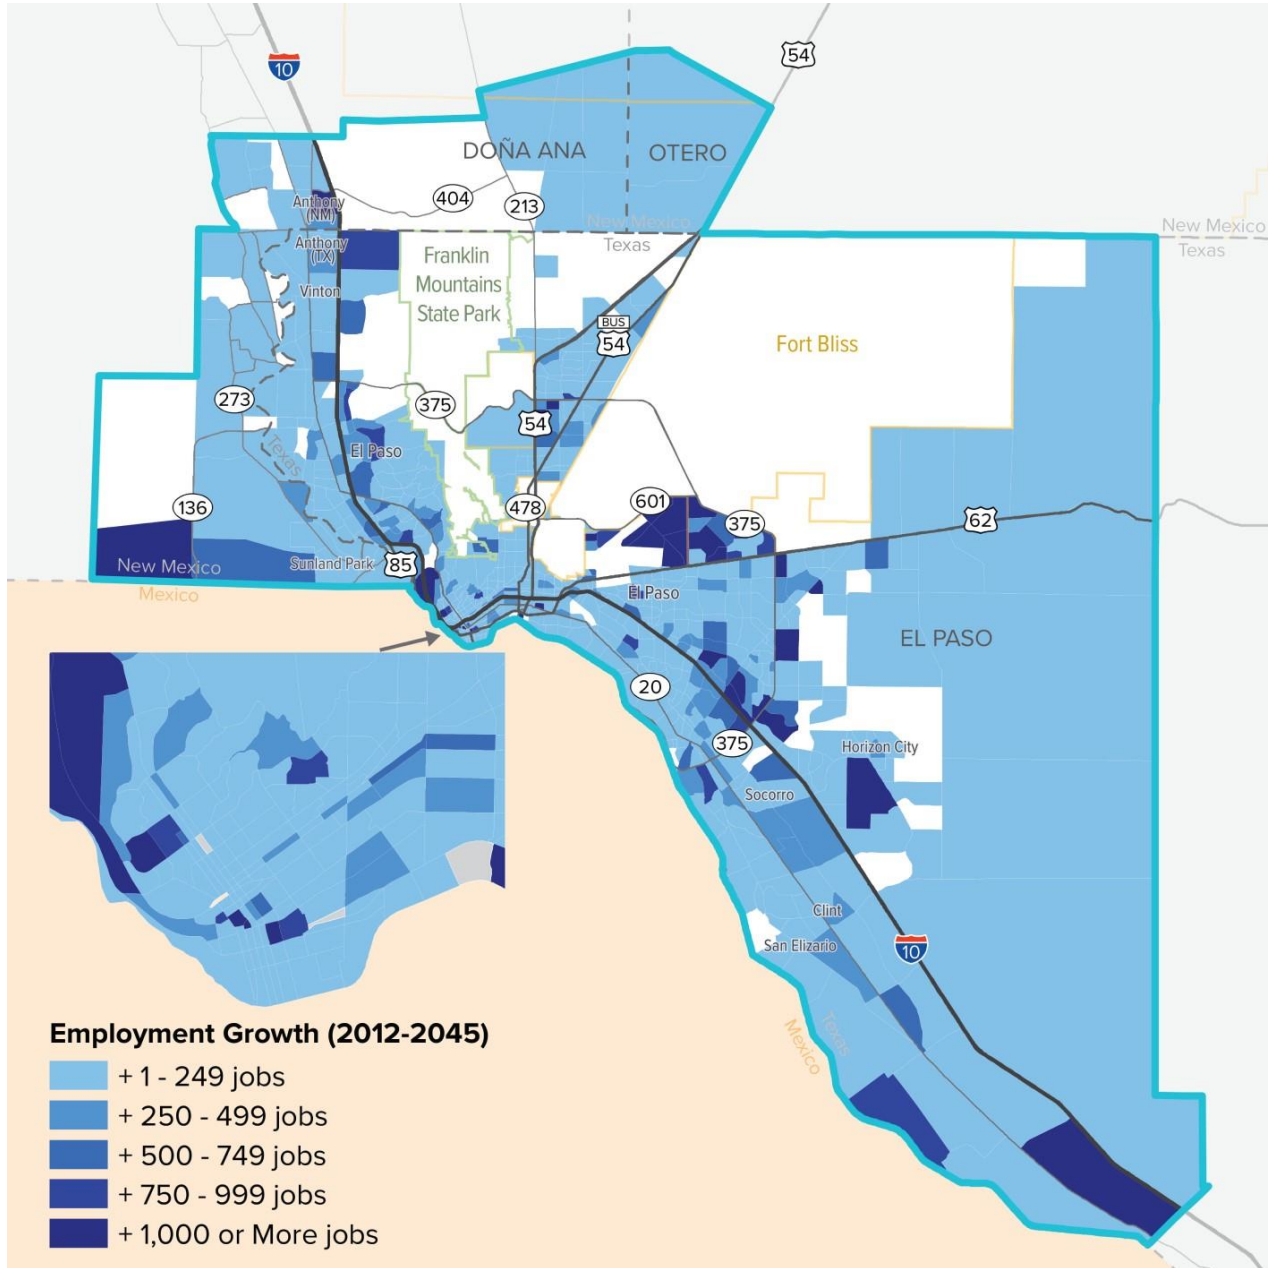 54
10
DOÑA ANA
OTERO
404
213
Anthony
(NM)
New Mexico
Texas
New Mexico
Texas
Anthony
(TX)
Franklin
Mountains
State Park
Vinton
BUS
54
Fort Bliss
273
375
54
Texas
El Paso
136
478
601
375
62
New Mexico
Mexico
Sunland Park
85
El Paso
EL PASO
20
375
Horizon City
Socorro
Clint
San Elizario
10
Texas
Mexico
Employment Growth (2012-2045)
+ 1 - 249 jobs
+ 250 - 499 jobs
+ 500 - 749 jobs
+ 750 - 999 jobs
+ 1,000 or More jobs